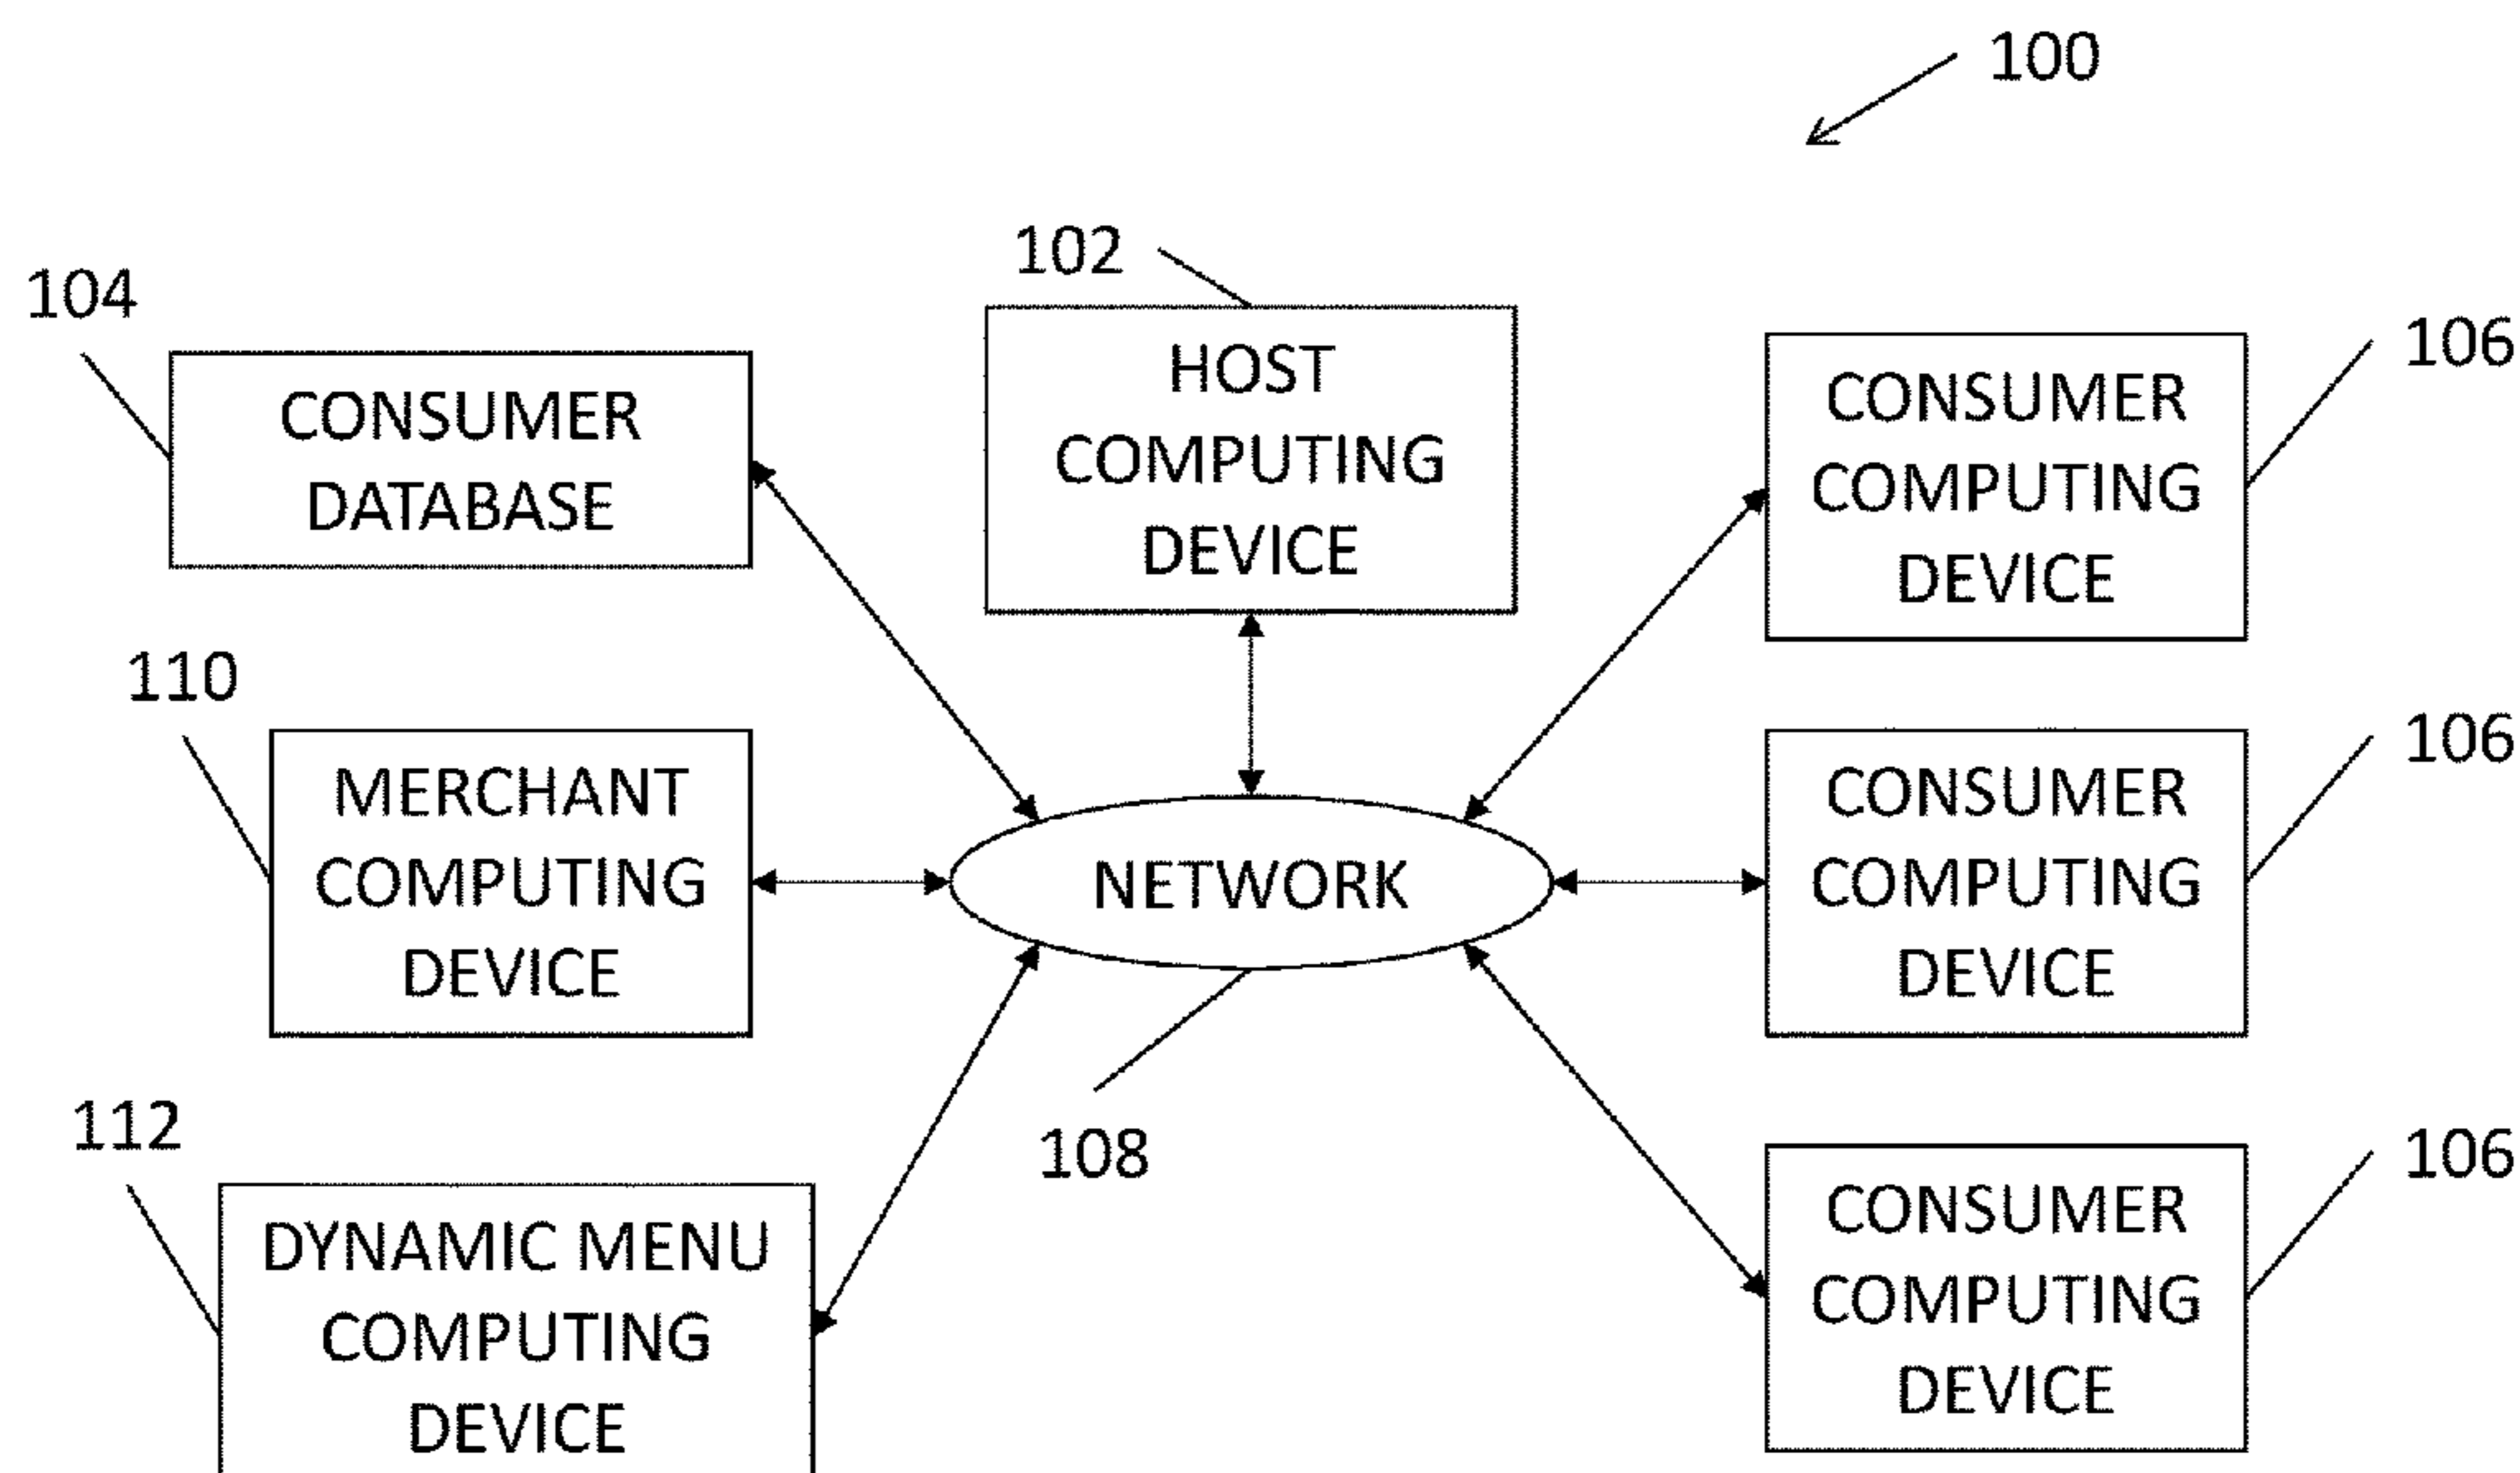 100
102
104
HOST
COMPUTING
DEVICE
106
CONSUMER
DATABASE
CONSUMER
COMPUTING
DEVICE
110
106
MERCHANT
COMPUTING
DEVICE
NETWORK
CONSUMER
COMPUTING
DEVICE
112
108
106
DYNAMIC MENU
COMPUTING
DEVICE
CONSUMER
COMPUTING
DEVICE